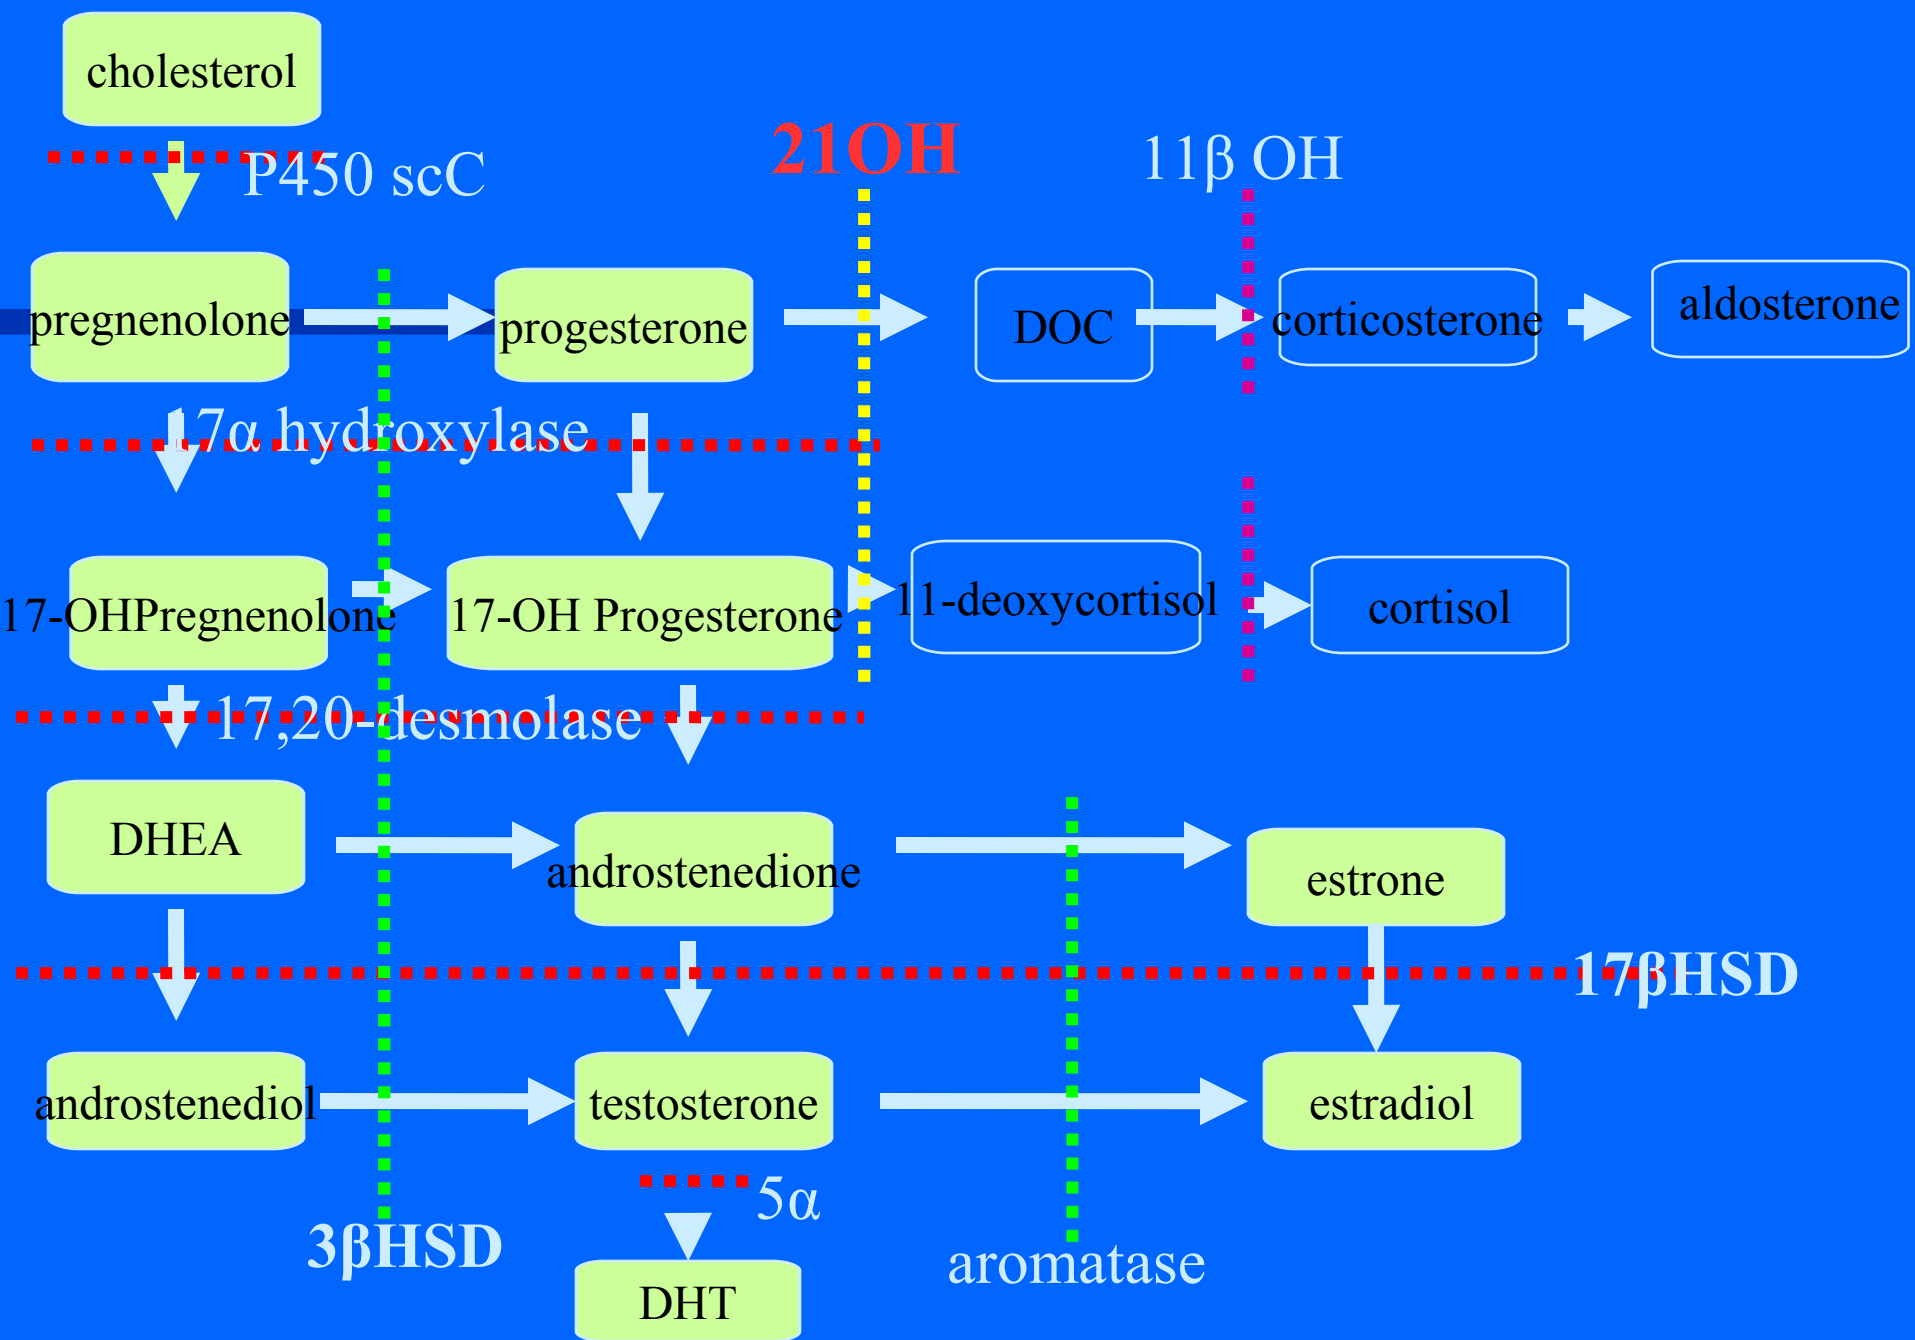 cholesterol
P450 scC
21OH
11β OH
pregnenolone
progesterone
DOC
corticosterone
aldosterone
17α hydroxylase
17-OHPregnenolone
17-OH Progesterone
11-deoxycortisol
cortisol
17,20-desmolase
DHEA
androstenedione
estrone
17βHSD
androstenediol
testosterone
estradiol
5α
3βHSD
aromatase
DHT